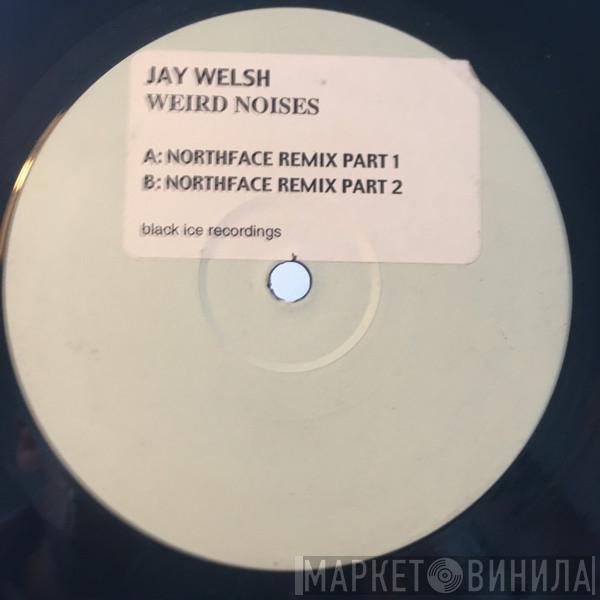 JAY WELSH
WEIRD NOISES
A: NORTHFACE REMIX PART 1
B: NORTHFACE REMIX PART 2
black ice recordings
МАРКЕТ ВИНИЛА